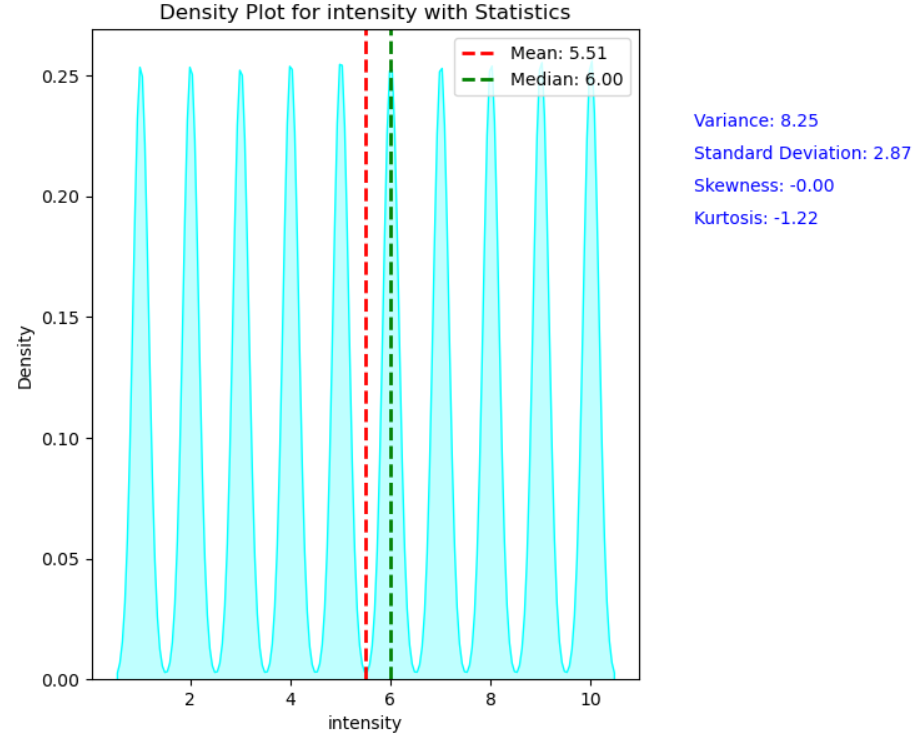 Density Plot for intensity with Statistics
Mean: 5.51
Median: 6.00
Variance: 8.25
Standard Deviation: 2.87
Skewness: -0.00
Kurtosis: -1.22
Density
0.25
0.20
0.15
0.10
0.05
0.00
2 4 6 8 10
intensity